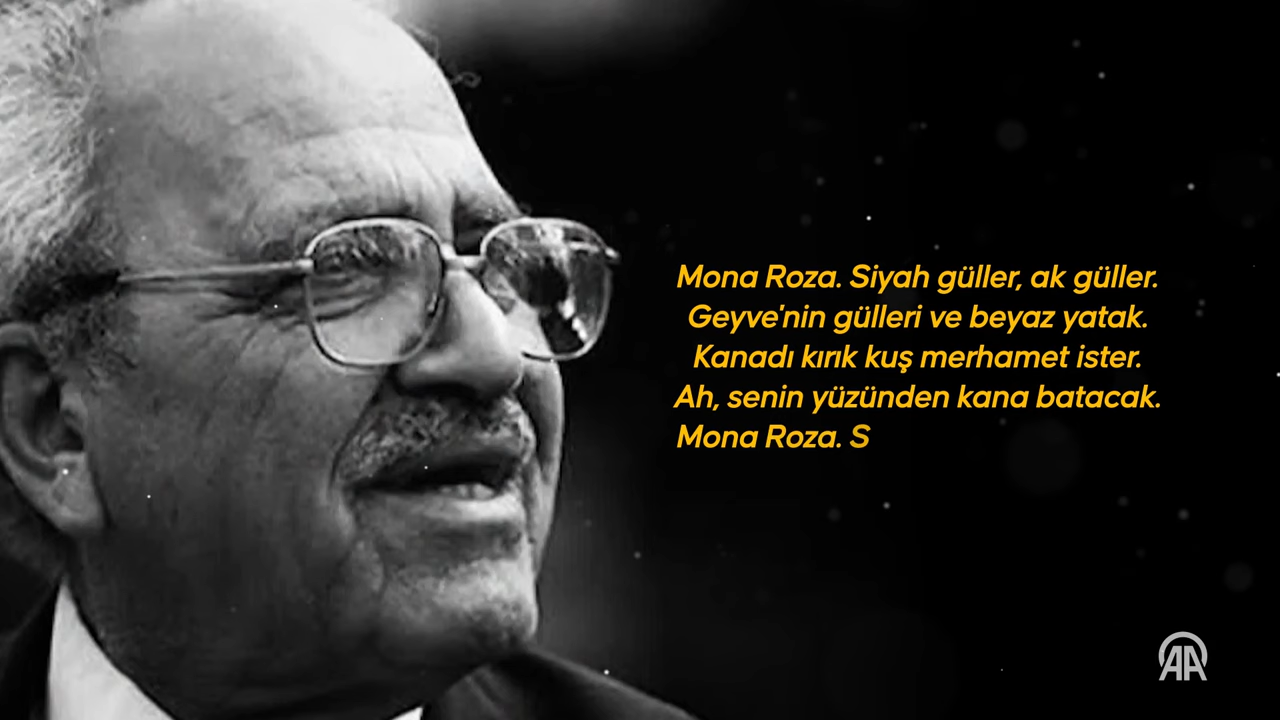 Mona Roza. Siyah güller, ak güller.
Geyve'nin gülleri ve beyaz yatak.
Kanadı kırık kuş merhamet ister.
Ah, senin yüzünden kana batacak.
Mona Roza. S
AA